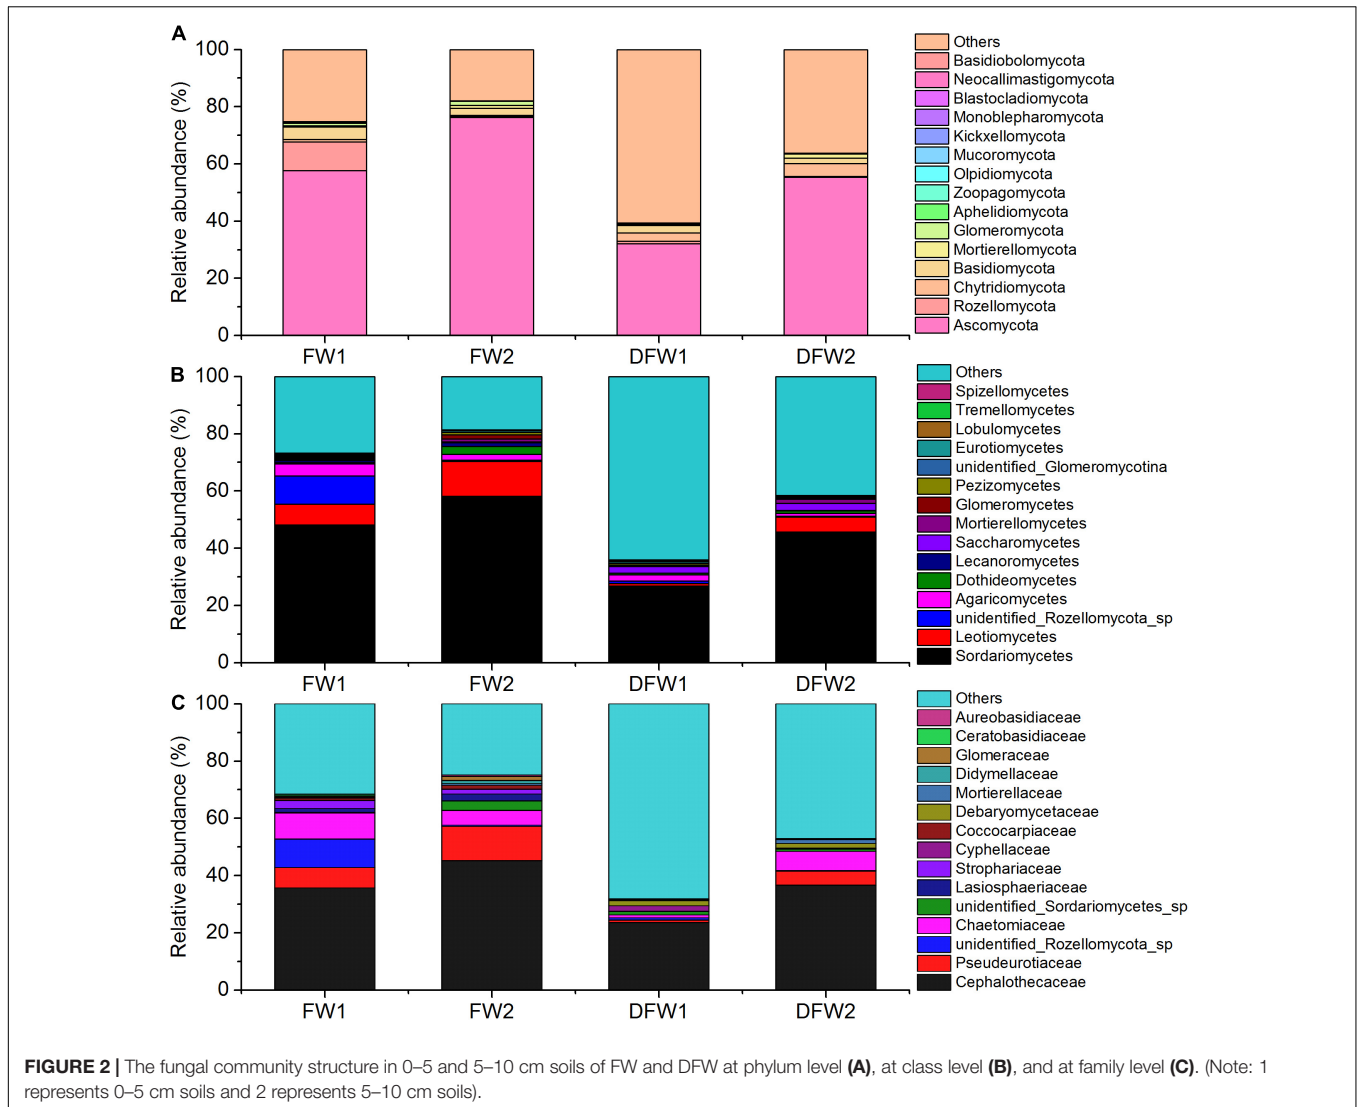 A
Relative abundance (%)
100
80
60
40
20
0
FW1
FW2
DFW1
DFW2
Others
Basidiobolomycota
Neocallimastigomycota
Blastocladiomycota
Monoblepharomycota
Kickxellomycota
Mucoromycota
Olpidiomycota
Zoopagomycota
Aphelidiomycota
Glomeromycota
Mortierellomycota
Basidiomycota
Chytridiomycota
Rozellomycota
Ascomycota
B
Relative abundance (%)
100
80
60
40
20
0
FW1
FW2
DFW1
DFW2
Others
Spizellomycetes
Tremellomycetes
Lobulomycetes
Eurotiomycetes
unidentified_Glomeromycotina
Pezizomycetes
Glomeromycetes
Mortierellomycetes
Saccharomycetes
Lecanoromycetes
Dothideomycetes
Agaricomycetes
unidentified_Rozellomycota_sp
Leotiomycetes
Sordariomycetes
C
Relative abundance (%)
100
80
60
40
20
0
FW1
FW2
DFW1
DFW2
Others
Aureobasidiaceae
Ceratobasidiaceae
Glomeraceae
Didymellaceae
Mortierellaceae
Debaryomycetaceae
Coccocarpiaceae
Cyphellaceae
Strophariaceae
Lasiosphaeriaceae
unidentified_Sordariomycetes_sp
Chaetomiaceae
unidentified_Rozellomycota_sp
Pseudeurotiaceae
Cephalothecaceae
FIGURE 2 | The fungal community structure in 0–5 and 5–10 cm soils of FW and DFW at phylum level (A), at class level (B), and at family level (C). (Note: 1
represents 0–5 cm soils and 2 represents 5–10 cm soils).